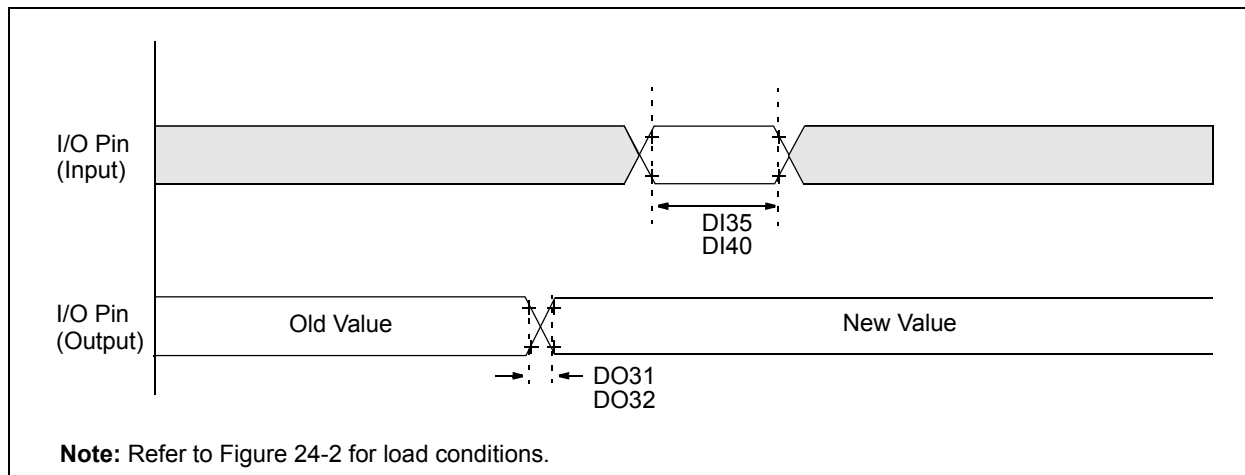 I/O Pin
(Input)
DI35
DI40
I/O Pin
(Output)
Old Value
New Value
DO31
DO32
Note: Refer to Figure 24-2 for load conditions.